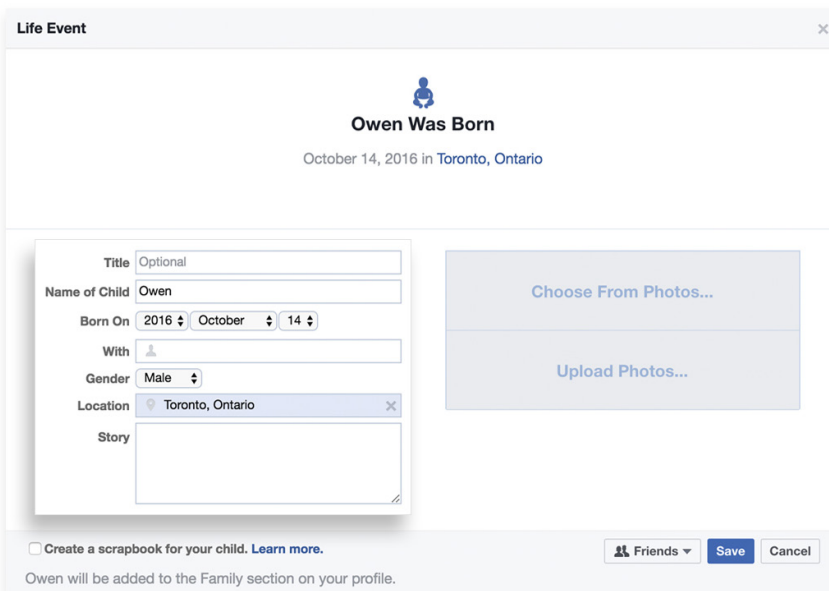 Life Event
Owen Was Born
October 14, 2016 in Toronto, Ontario
Title Optional
Name of Child Owen
Born On 2016 October 14
With
Gender Male
Location Toronto, Ontario
Story
Choose From Photos...
Upload Photos...
Create a scrapbook for your child. Learn more.
Friends Save Cancel
Owen will be added to the Family section on your profile.